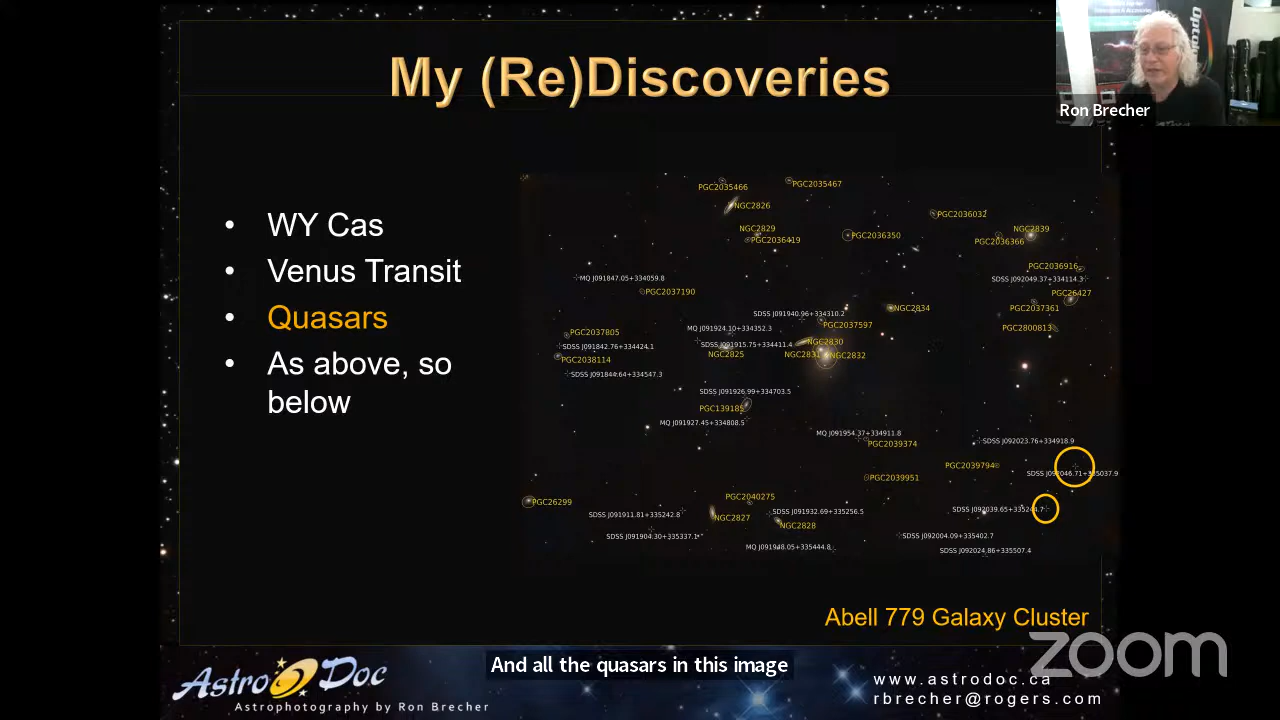 My (Re)Discoveries
Optolong
Ron Brecher
• WY Cas
• Venus Transit
• Quasars
• As above, so
below
PGC2035466
PGC2035467
NGC2826
PGC2036032
NGC2829
PGC2036419
PGC2036350
NGC2839
PGC2036366
PGC2036916
MQ J091847.05+334059.8
SDSS J092049.37+334114.3
PGC2037190
PGC26427
NGC2834
PGC2037361
SDSS J091940.96+334310.2
PGC2037597
PGC2800813
MQ J091924.10+334352.3
PGC2037805
SDSS J091842.76+334424.1
SDSS J091915.75+334411.4
NGC2830
NGC2825
NGC2831
NGC2832
PGC2038114
SDSS J091844.64+334547.3
SDSS J091926.99+334703.5
PGC139185
MQ J091927.45+334808.5
MQ J091954.37+334911.8
PGC2039374
SDSS J092023.76+334918.9
PGC2039794
SDSS J092046.71+335037.9
PGC2039951
PGC26299
PGC2040275
SDSS J091911.81+335242.8
NGC2827
SDSS J091932.69+335256.5
NGC2828
SDSS J091904.30+335337.1
MQ J091948.05+335444.8
SDSS J092004.09+335402.7
SDSS J092024.86+335507.4
Abell 779 Galaxy Cluster
zoom
And all the quasars in this image
AstroDoc
Astrophotography by Ron Brecher
www.astrodoc.ca
rbrecher@rogers.com